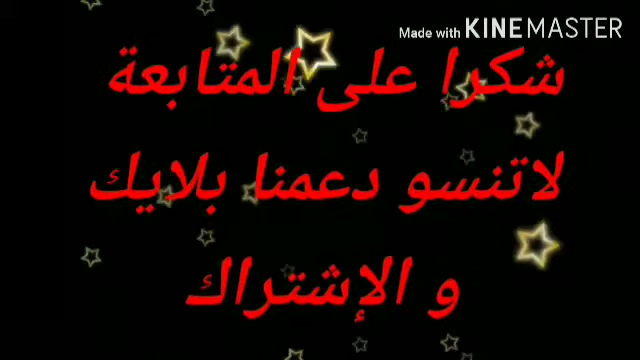 Made with KINEMASTER
شكرا على المتابعة
لاتنسو دعمنا بلايك
و الإشتراك